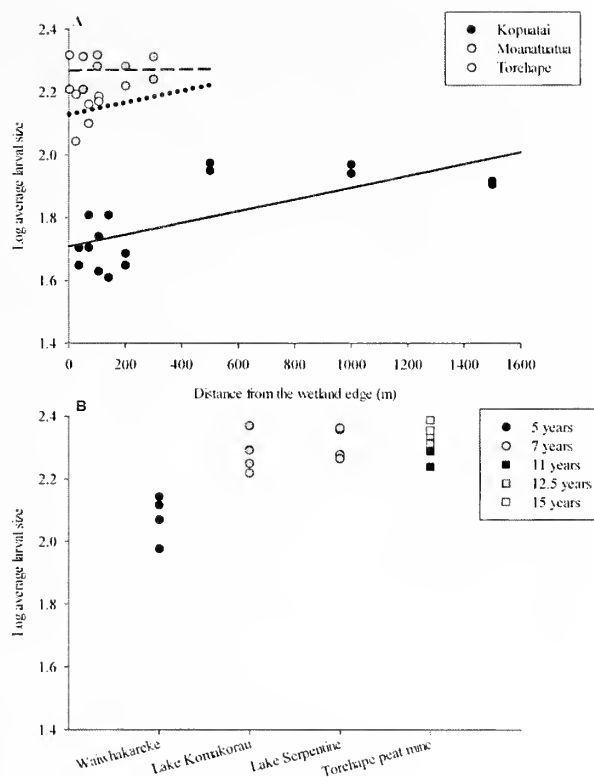 A
Kopuatai
Moanatuatua
Torehape
2.4
2.2
2.0
1.8
1.6
1.4
Log average larval size
0 200 400 600 800 1000 1200 1400 1600
Distance from the wetland edge (m)
B
5 years
7 years
11 years
12.5 years
15 years
2.4
2.2
2.0
1.8
1.6
1.4
Log average larval size
Waiwhakareke
Lake Komakorau
Lake Serpentine
Torehape peat mine